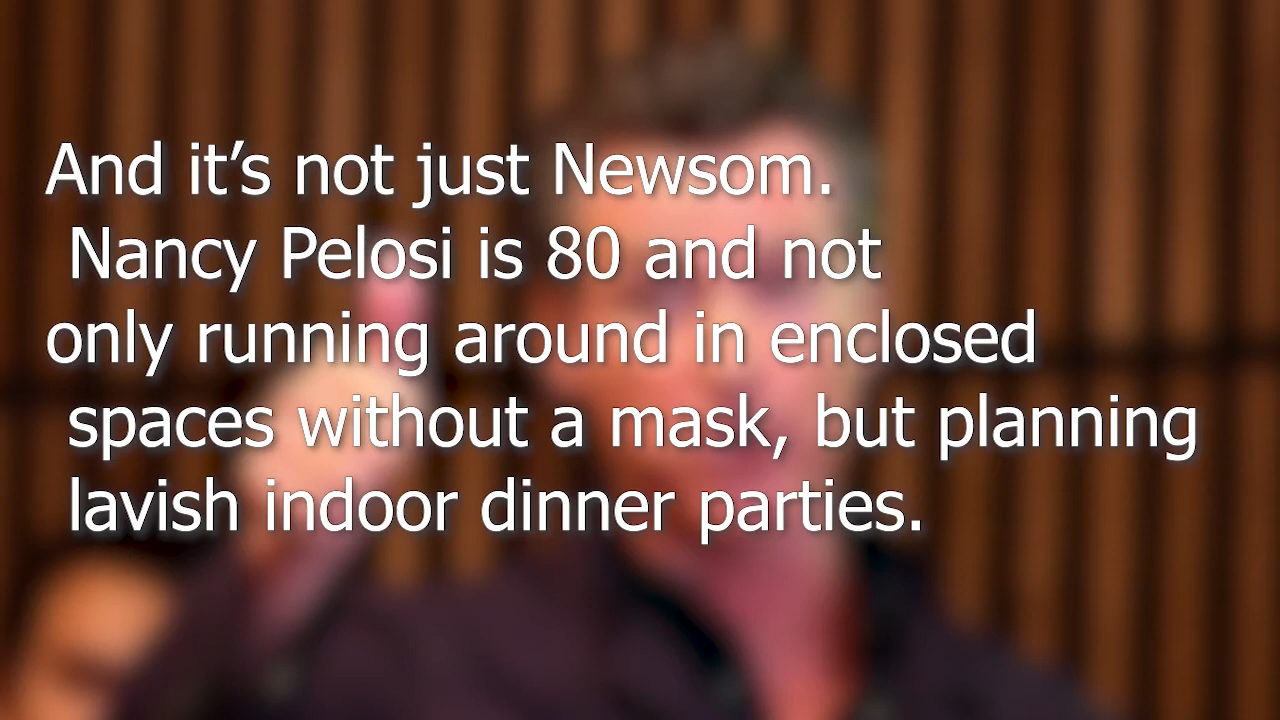 And it’s not just Newsom.
Nancy Pelosi is 80 and not
only running around in enclosed
spaces without a mask, but planning
lavish indoor dinner parties.